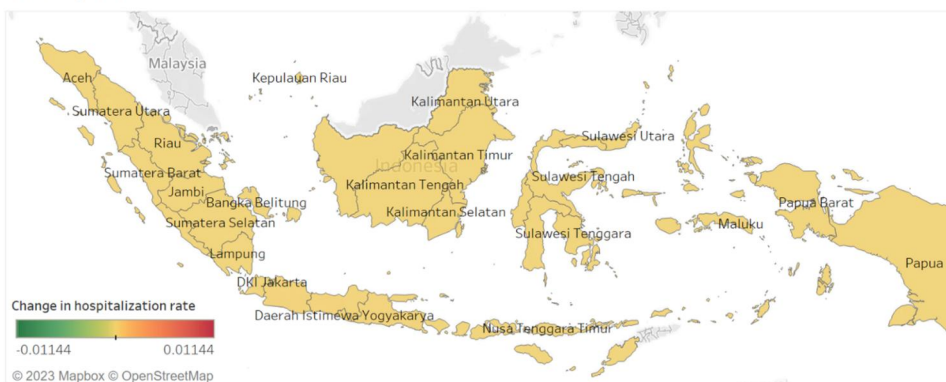 Malaysia
Kepulauan Riau
Aceh
Kalimantan Utara
Sumatera Utara
Sulawesi Utara
Riau
Kalimantan Timur
Indonesia
Sumatera Barat
Sulawesi Tengah
Jambi
Kalimantan Tengah
Bangka Belitung
Papua Barat
Kalimantan Selatan
Sumatera Selatan
Maluku
Sulawesi Tenggara
Lampung
Papua
DKI Jakarta
Change in hospitalization rate
Daerah Istimewa Yogyakarya
Nusa Tenggara Timur
-0.01144 0.01144
© 2023 Mapbox © OpenStreetMap